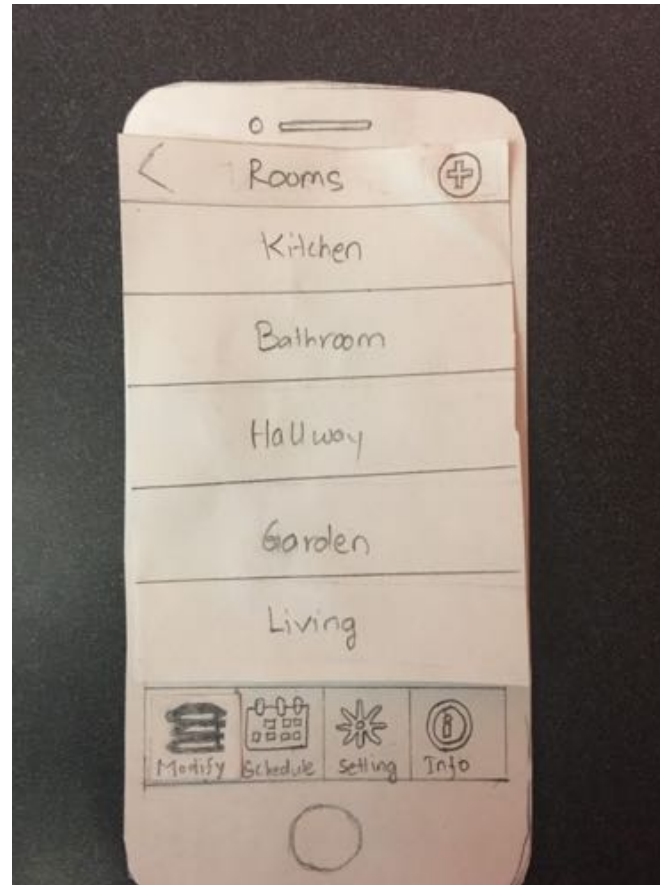 Rooms
Kitchen
Bathroom
Hallway
Garden
Living
Modify Schedule Setting Info